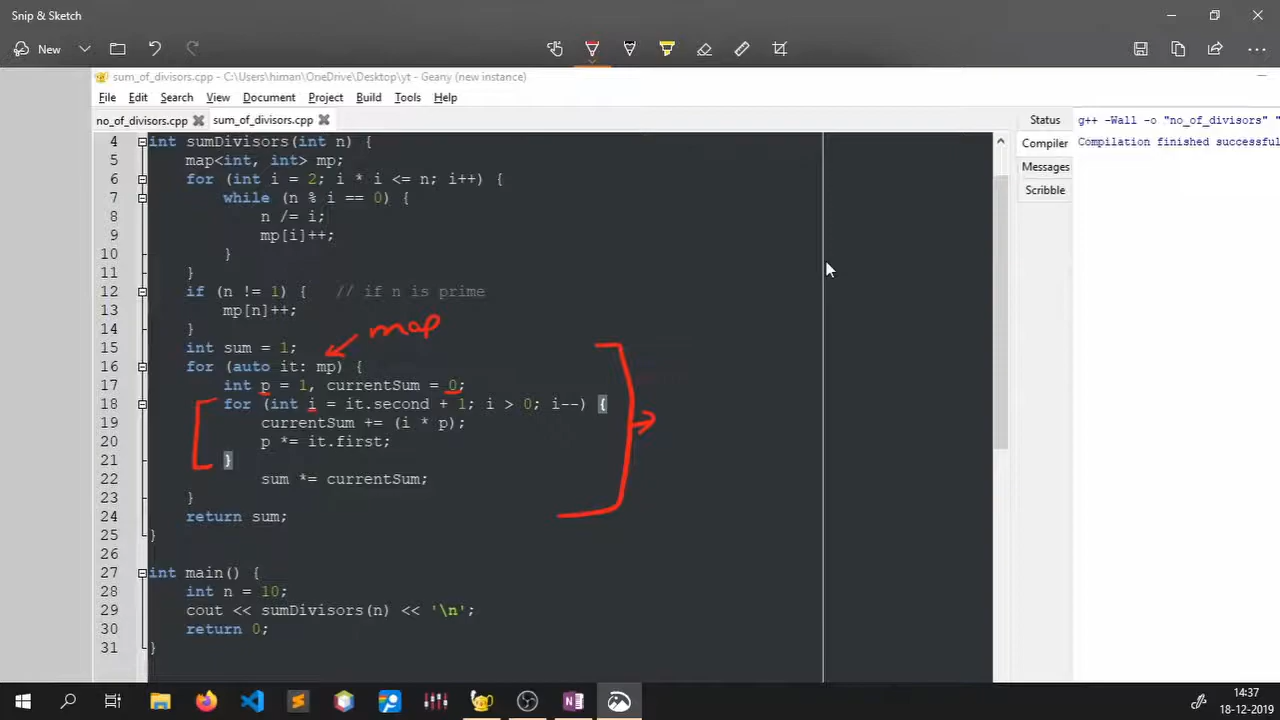 Snip & Sketch
New
sum_of_divisors.cpp - C:\Users\himan\OneDrive\Desktop\yt - Geany (new instance)
File Edit Search View Document Project Build Tools Help
no_of_divisors.cpp sum_of_divisors.cpp
4 int sumDivisors(int n) {
5 map<int, int> mp;
6 for (int i = 2; i * i <= n; i++) {
7 while (n % i == 0) {
8 n /= i;
9 mp[i]++;
10 }
11 }
12 if (n != 1) { // if n is prime
13 mp[n]++;
14 }
map
15 int sum = 1;
16 for (auto it: mp) {
17 int p = 1, currentSum = 0;
18 for (int i = it.second + 1; i > 0; i--) {
19 currentSum += (i * p);
20 p *= it.first;
21 }
22 sum *= currentSum;
23 }
24 return sum;
25 }
26
27 int main() {
28 int n = 10;
29 cout << sumDivisors(n) << '\n';
30 return 0;
31 }
Status
Compiler
Messages
Scribble
g++ -Wall -o "no_of_divisors" "
Compilation finished successful
14:37
18-12-2019